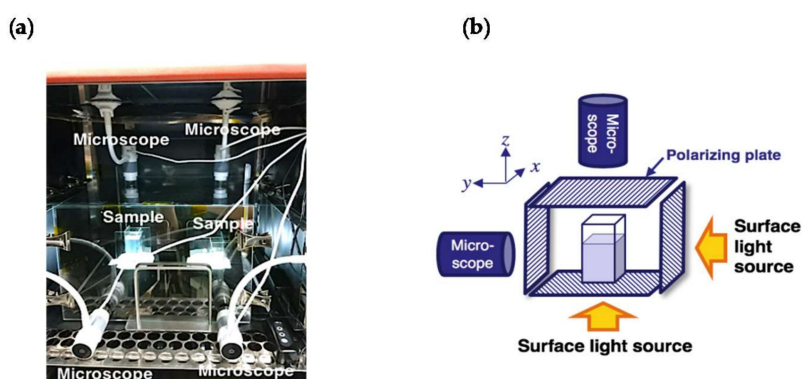 (a)
Microscope
Microscope
Sample
Sample
Microscope
Microscope
(b)
Micro-
scope
z
x
y
Polarizing plate
Micro-
scope
Surface
light
source
Surface light source